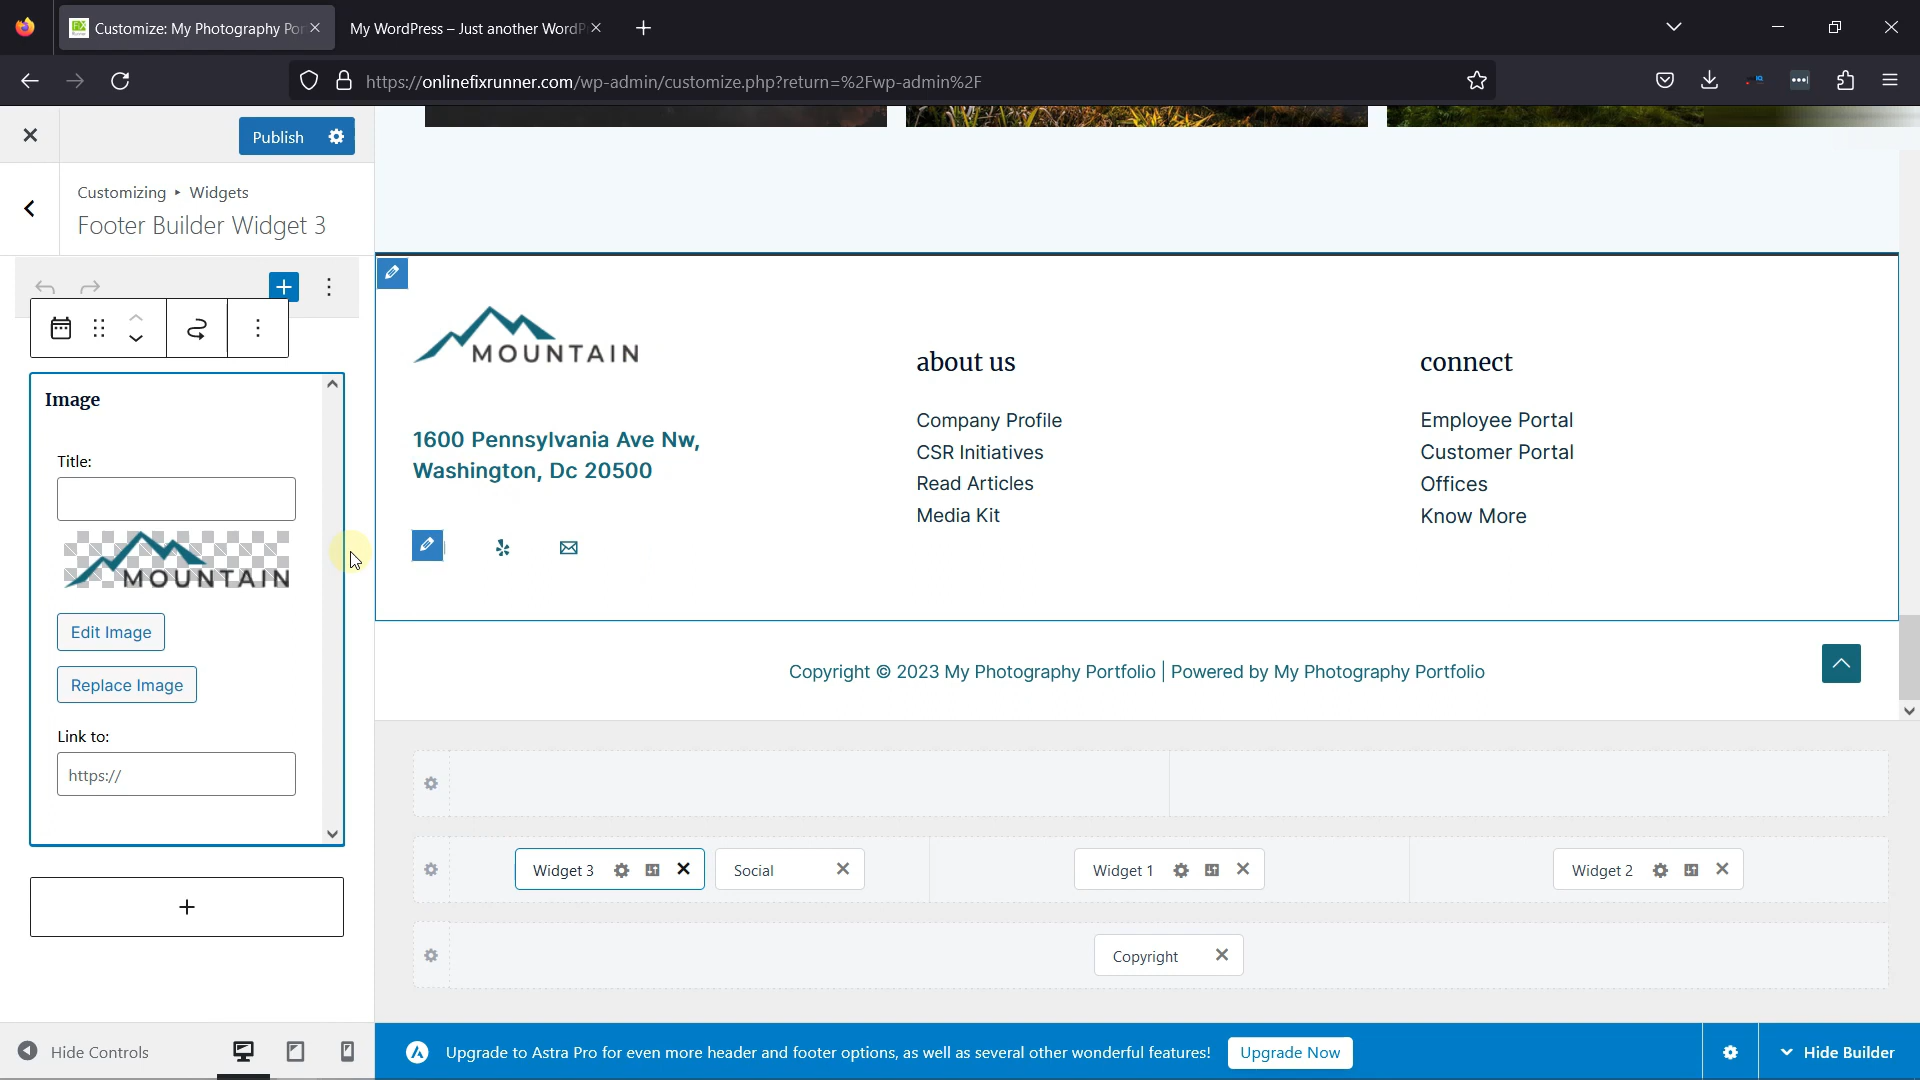 Customize: My Photography Por
My WordPress – Just another WordP
https://onlinefixrunner.com/wp-admin/customize.php?return=%2Fwp-admin%2F
Publish
Customizing ▸ Widgets
Footer Builder Widget 3
Image
Title:
MOUNTAIN
Edit Image
Replace Image
Link to:
https://
+
Hide Controls
MOUNTAIN
1600 Pennsylvania Ave Nw,
Washington, Dc 20500
about us
Company Profile
CSR Initiatives
Read Articles
Media Kit
connect
Employee Portal
Customer Portal
Offices
Know More
Copyright © 2023 My Photography Portfolio | Powered by My Photography Portfolio
Widget 3
Social
Widget 1
Widget 2
Copyright
Upgrade to Astra Pro for even more header and footer options, as well as several other wonderful features!
Upgrade Now
Hide Builder